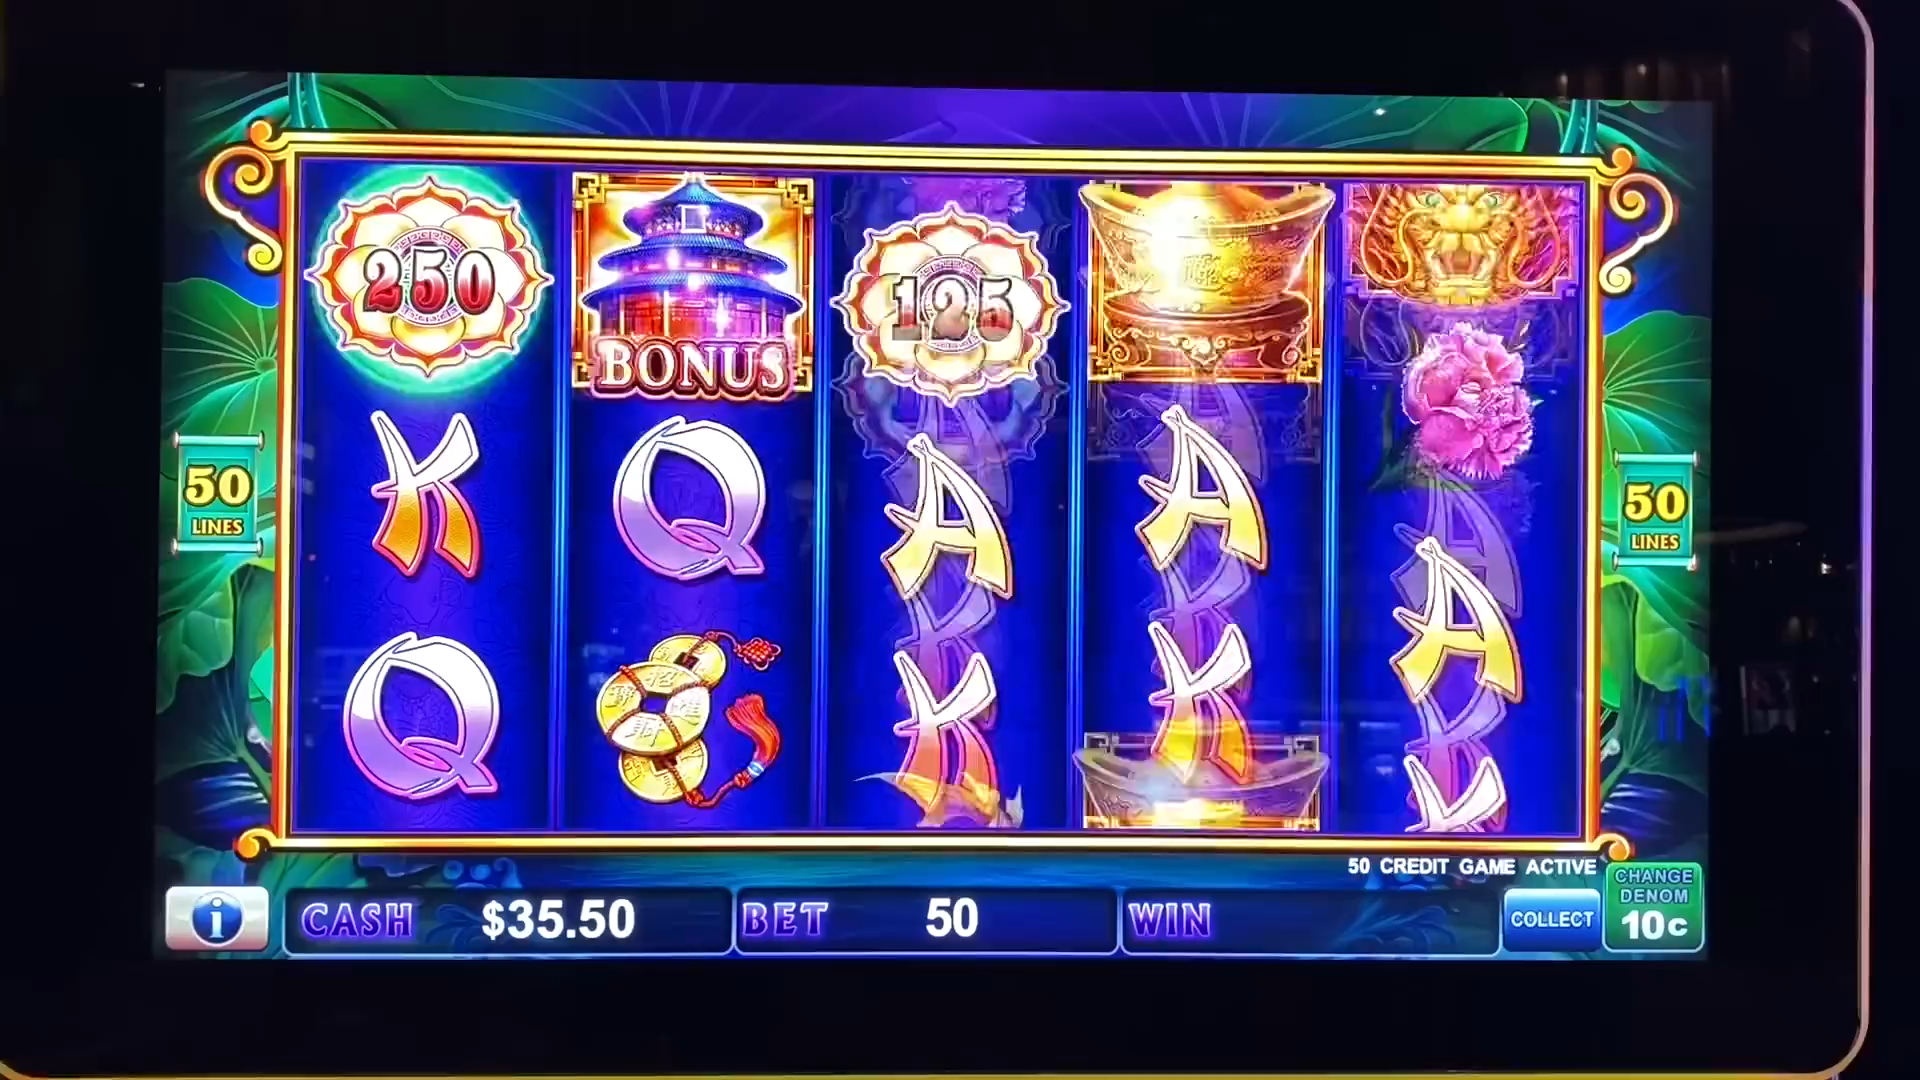 250
BONUS
125
K
Q
A
A
50
LINES
50
LINES
A
Q
K
K
K
50 CREDIT GAME ACTIVE
CASH $35.50
BET 50
WIN
COLLECT
CHANGE
DENOM
10¢